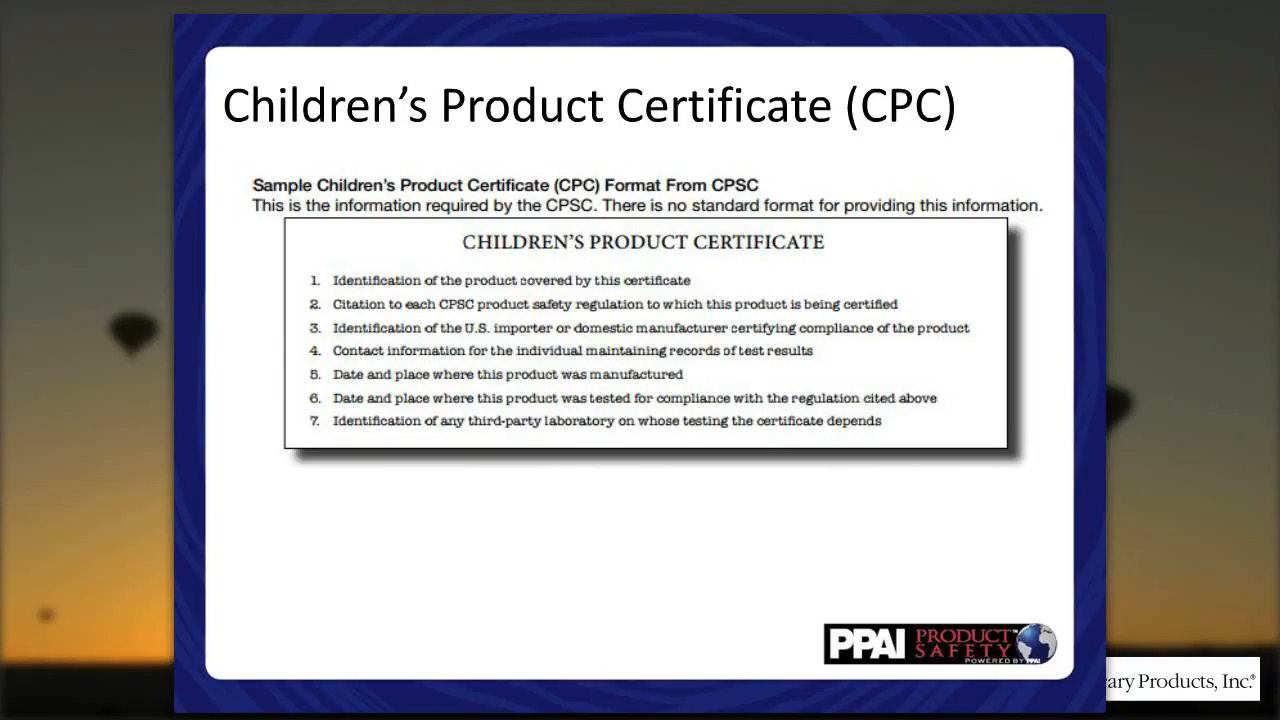 Children’s Product Certificate (CPC)
Sample Children’s Product Certificate (CPC) Format From CPSC
This is the information required by the CPSC. There is no standard format for providing this information.
CHILDREN’S PRODUCT CERTIFICATE
1. Identification of the product covered by this certificate
2. Citation to each CPSC product safety regulation to which this product is being certified
3. Identification of the U.S. importer or domestic manufacturer certifying compliance of the product
4. Contact information for the individual maintaining records of test results
5. Date and place where this product was manufactured
6. Date and place where this product was tested for compliance with the regulation cited above
7. Identification of any third-party laboratory on whose testing the certificate depends
PPAI PRODUCT™
SAFETY
POWERED BY PPAI
Products, Inc.®